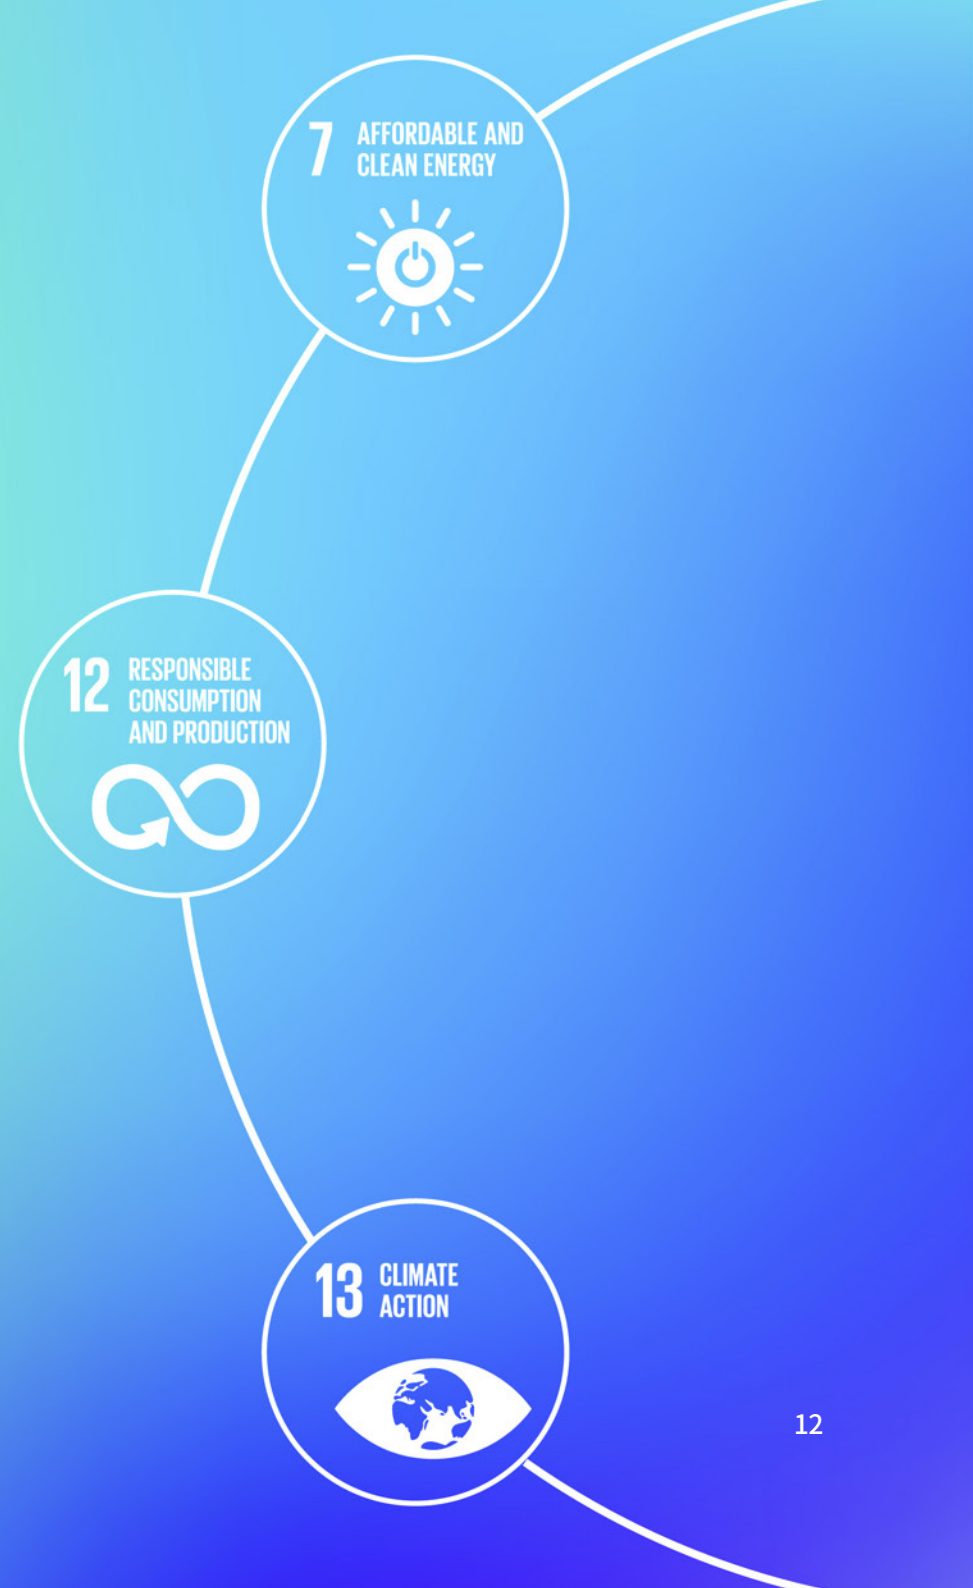 7 AFFORDABLE AND
CLEAN ENERGY
12 RESPONSIBLE
CONSUMPTION
AND PRODUCTION
13 CLIMATE
ACTION
12